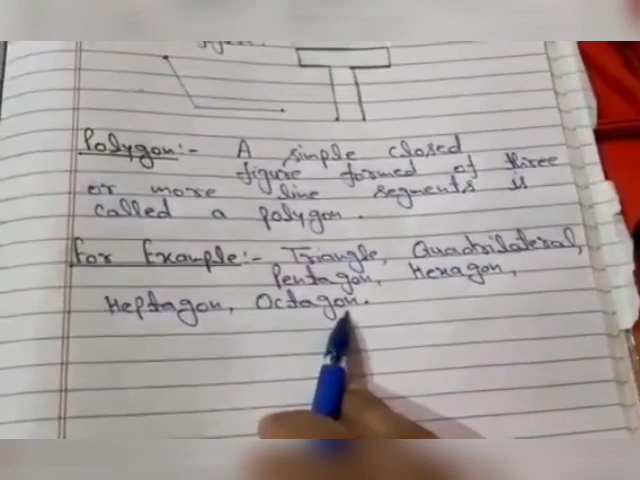 Polygon:- A simple closed
figure formed of three
or more line segments is
called a polygon.
For Example:- Triangle, Quadrilateral,
Pentagon, Hexagon,
Heptagon, Octagon.